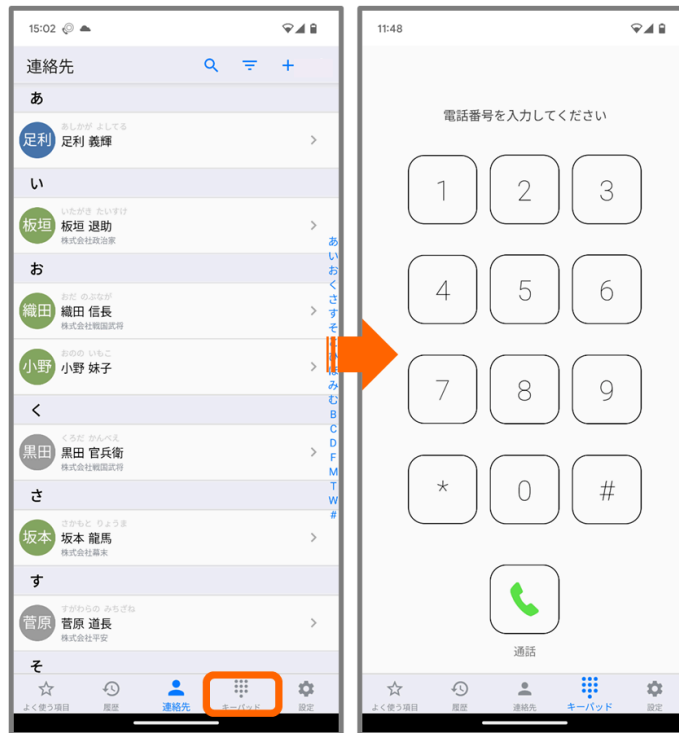 15:02
連絡先
あ
あしかが よしてる
足利
足利 義輝
い
いたがき たいすけ
板垣
板垣 退助
株式会社政治家
お
おだ のぶなが
織田
織田 信長
株式会社戦国武将
おのの いもこ
小野
小野 妹子
く
くろだ かんべえ
黒田
黒田 官兵衛
株式会社戦国武将
さ
さかもと りょうま
坂本
坂本 龍馬
株式会社幕末
す
すがわらの みちざね
菅原
菅原 道長
株式会社平安
そ
あ
い
お
く
さ
す
そ
み
む
B
C
D
F
M
T
W
#
よく使う項目
履歴
連絡先
キーパッド
設定
11:48
電話番号を入力してください
1 2 3
4 5 6
7 8 9
* 0 #
通話
よく使う項目
履歴
連絡先
キーパッド
設定